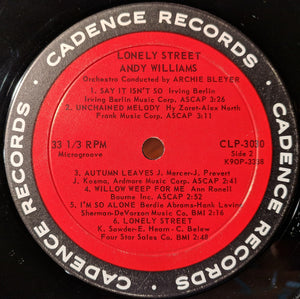 CADENCE RECORDS · CADENCE RECORDS · CADENCE RECORDS ·
LONELY STREET
ANDY WILLIAMS
Orchestra Conducted by ARCHIE BLEYER
1. SAY IT ISN'T SO Irving Berlin
Irving Berlin Music Corp. ASCAP 3:26
2. UNCHAINED MELODY Hy Zaret-Alex North
Frank Music Corp. ASCAP 3:11
33 1/3 RPM
Microgroove
CLP-3030
Side 2
K9OP-3338
3. AUTUMN LEAVES J. Mercer-J. Prevert
J. Kosma, Ardmore Music Corp. ASCAP 2:41
4. WILLOW WEEP FOR ME Ann Ronell
Bourne Inc. ASCAP 2:52
5. I'M SO ALONE Berdie Abrams-Hank Levine
Sherman-DeVorzon Music Co. BMI 2:16
6. LONELY STREET
K. Sowder-E. Hoorn-C. Belew
Four Star Sales Co. BMI 2:48